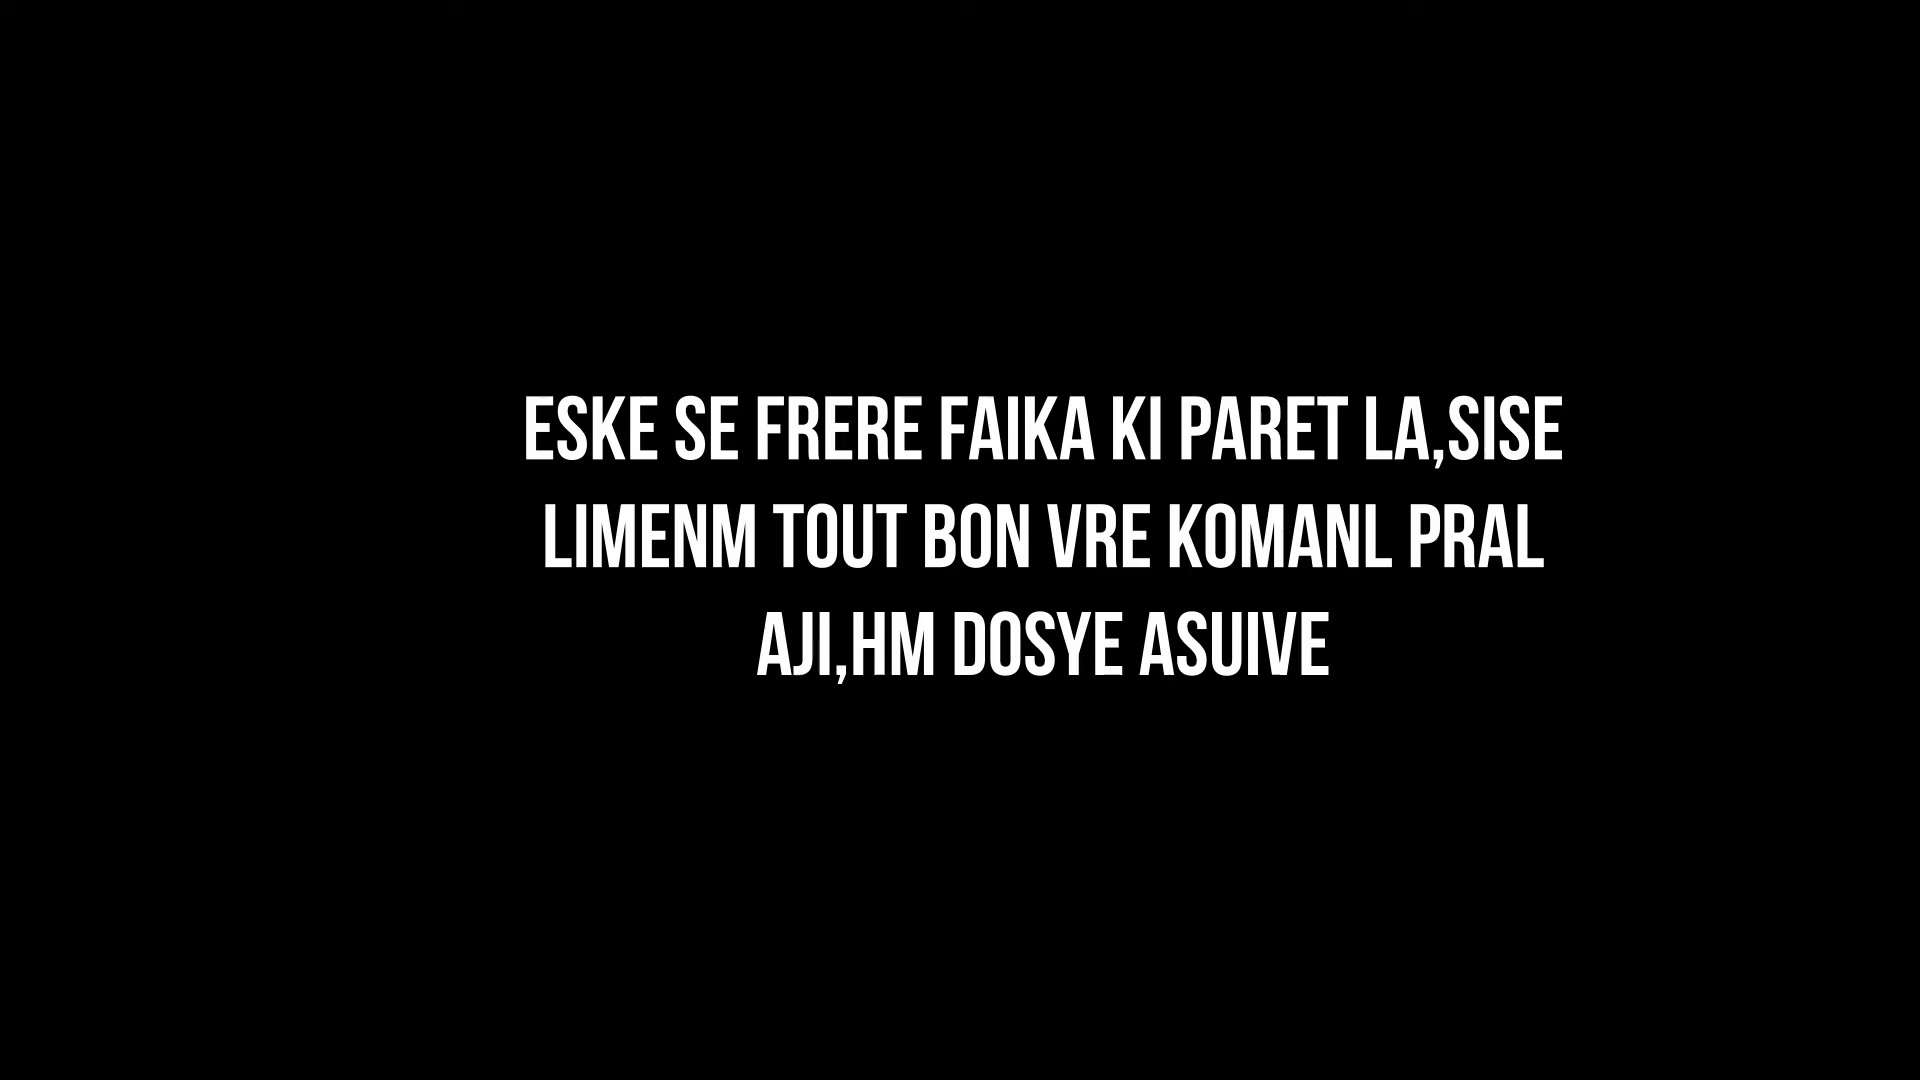 ESKE SE FRERE FAIKA KI PARET LA,SISE
LIMENM TOUT BON VRE KOMANL PRAL
AJI,HM DOSYE ASUIVE